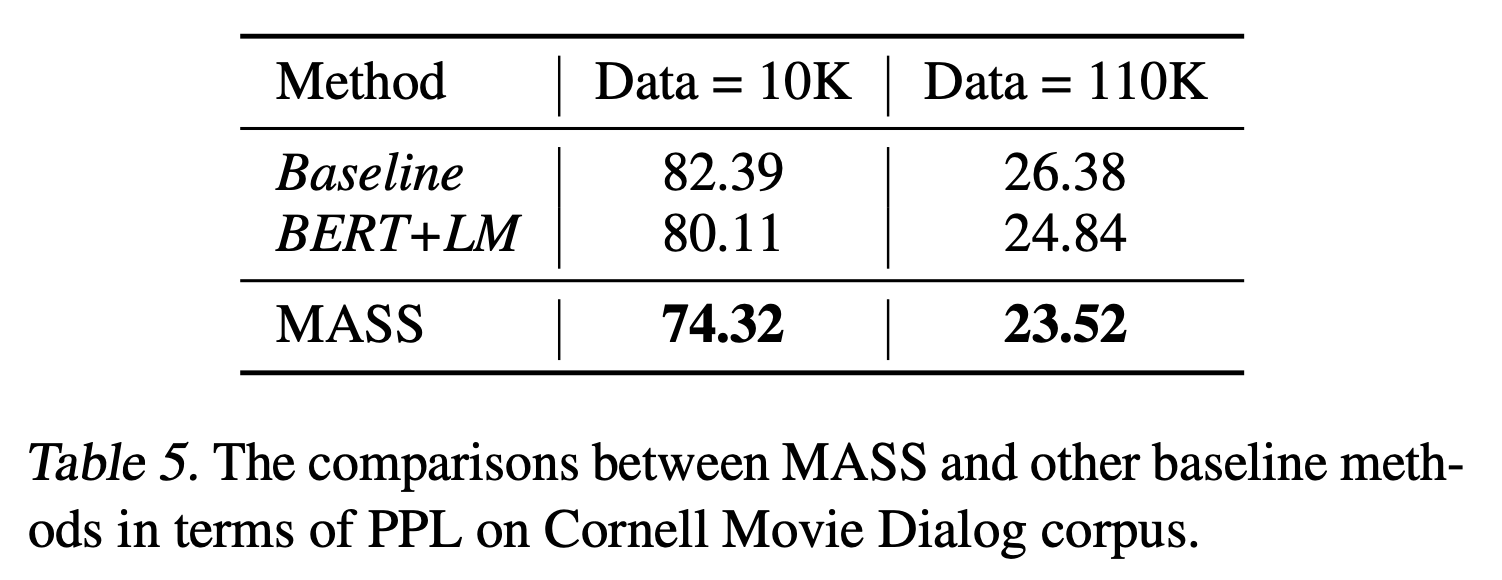 Method Data = 10K Data = 110K
Baseline 82.39 26.38
BERT+LM 80.11 24.84
MASS 74.32 23.52
Table 5. The comparisons between MASS and other baseline meth-
ods in terms of PPL on Cornell Movie Dialog corpus.